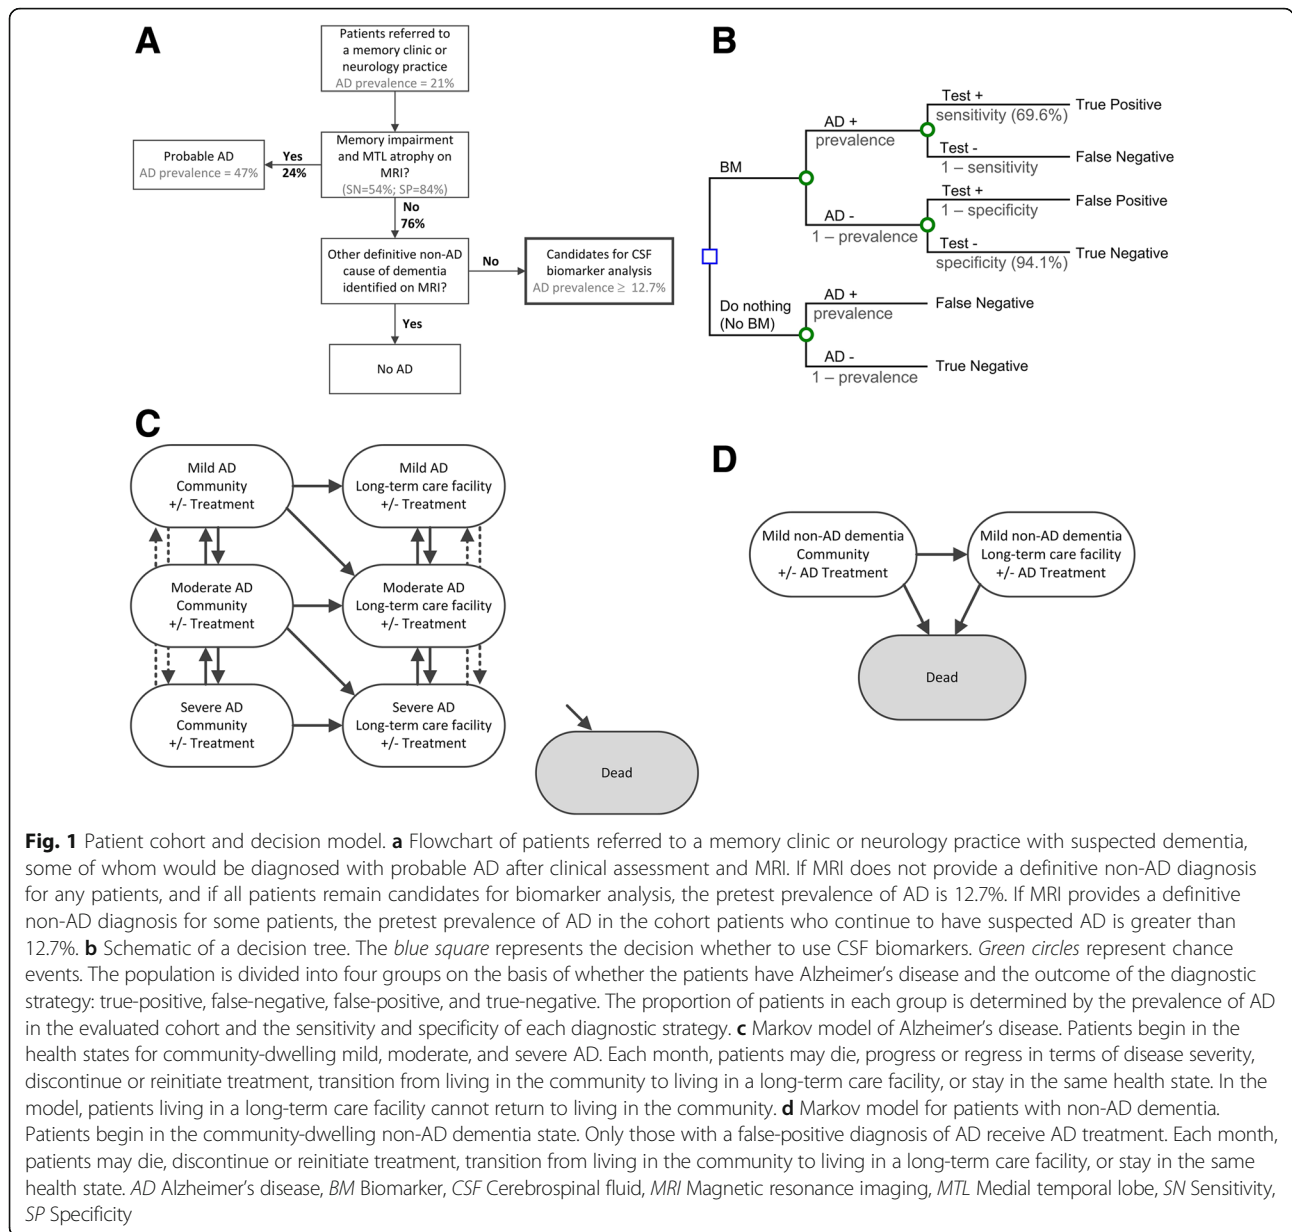 A
Patients referred to
a memory clinic or
neurology practice
AD prevalence = 21%
Memory impairment
and MTL atrophy on
MRI?
(SN=54%; SP=84%)
Yes
24%
Probable AD
AD prevalence = 47%
No
76%
Other definitive non-AD
cause of dementia
identified on MRI?
No
Candidates for CSF
biomarker analysis
AD prevalence ≥ 12.7%
Yes
No AD
B
BM
AD +
prevalence
Test +
sensitivity (69.6%)
True Positive
Test -
1 – sensitivity
False Negative
AD -
1 – prevalence
Test +
1 – specificity
False Positive
Test -
specificity (94.1%)
True Negative
Do nothing
(No BM)
AD +
prevalence
False Negative
AD -
1 – prevalence
True Negative
C
Mild AD
Community
+/- Treatment
Mild AD
Long-term care facility
+/- Treatment
Moderate AD
Community
+/- Treatment
Moderate AD
Long-term care facility
+/- Treatment
Severe AD
Community
+/- Treatment
Severe AD
Long-term care facility
+/- Treatment
Dead
D
Mild non-AD dementia
Community
+/- AD Treatment
Mild non-AD dementia
Long-term care facility
+/- AD Treatment
Dead
Fig. 1 Patient cohort and decision model. a Flowchart of patients referred to a memory clinic or neurology practice with suspected dementia,
some of whom would be diagnosed with probable AD after clinical assessment and MRI. If MRI does not provide a definitive non-AD diagnosis
for any patients, and if all patients remain candidates for biomarker analysis, the pretest prevalence of AD is 12.7%. If MRI provides a definitive
non-AD diagnosis for some patients, the pretest prevalence of AD in the cohort patients who continue to have suspected AD is greater than
12.7%. b Schematic of a decision tree. The blue square represents the decision whether to use CSF biomarkers. Green circles represent chance
events. The population is divided into four groups on the basis of whether the patients have Alzheimer's disease and the outcome of the diagnostic
strategy: true-positive, false-negative, false-positive, and true-negative. The proportion of patients in each group is determined by the prevalence of AD
in the evaluated cohort and the sensitivity and specificity of each diagnostic strategy. c Markov model of Alzheimer's disease. Patients begin in the
health states for community-dwelling mild, moderate, and severe AD. Each month, patients may die, progress or regress in terms of disease severity,
discontinue or reinitiate treatment, transition from living in the community to living in a long-term care facility, or stay in the same health state. In the
model, patients living in a long-term care facility cannot return to living in the community. d Markov model for patients with non-AD dementia.
Patients begin in the community-dwelling non-AD dementia state. Only those with a false-positive diagnosis of AD receive AD treatment. Each month,
patients may die, discontinue or reinitiate treatment, transition from living in the community to living in a long-term care facility, or stay in the same
health state. AD Alzheimer's disease, BM Biomarker, CSF Cerebrospinal fluid, MRI Magnetic resonance imaging, MTL Medial temporal lobe, SN Sensitivity,
SP Specificity